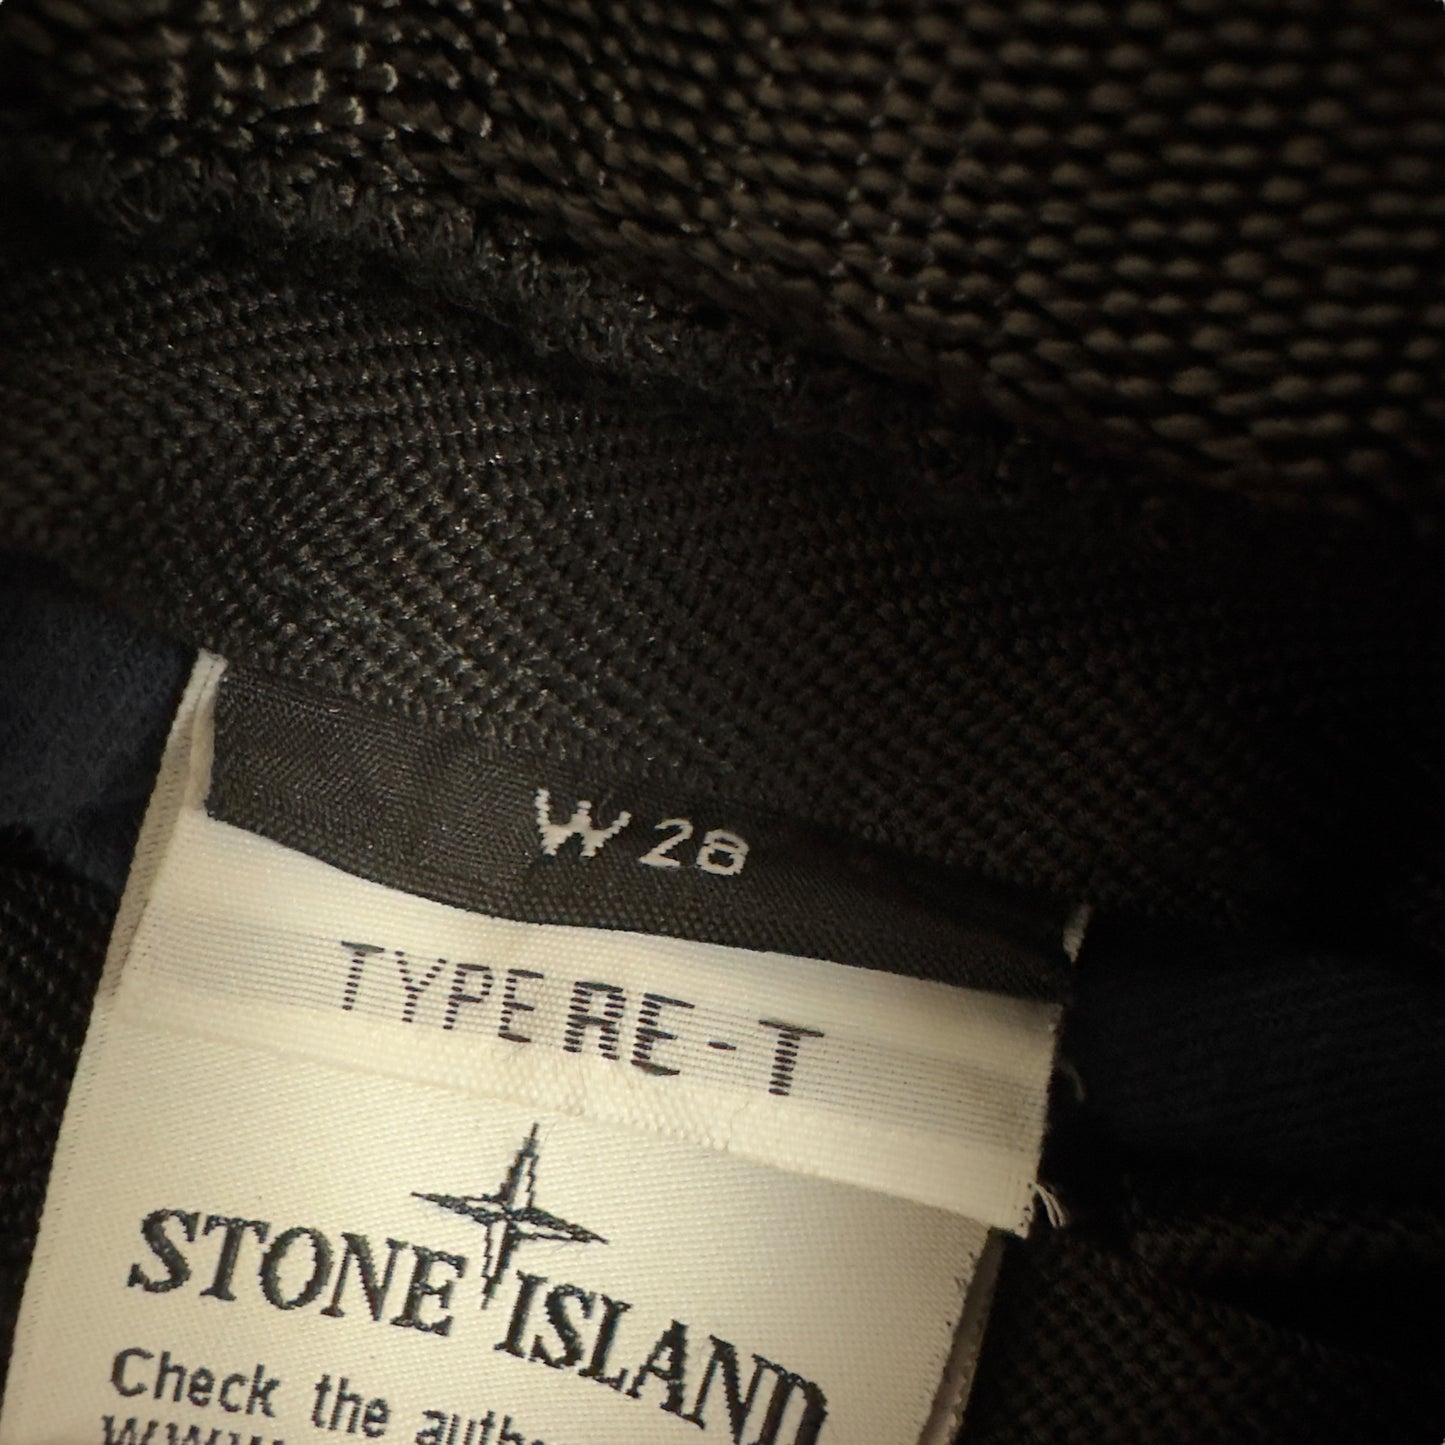 W 28
TYPE RE-T
STONE ISLAND
Check the